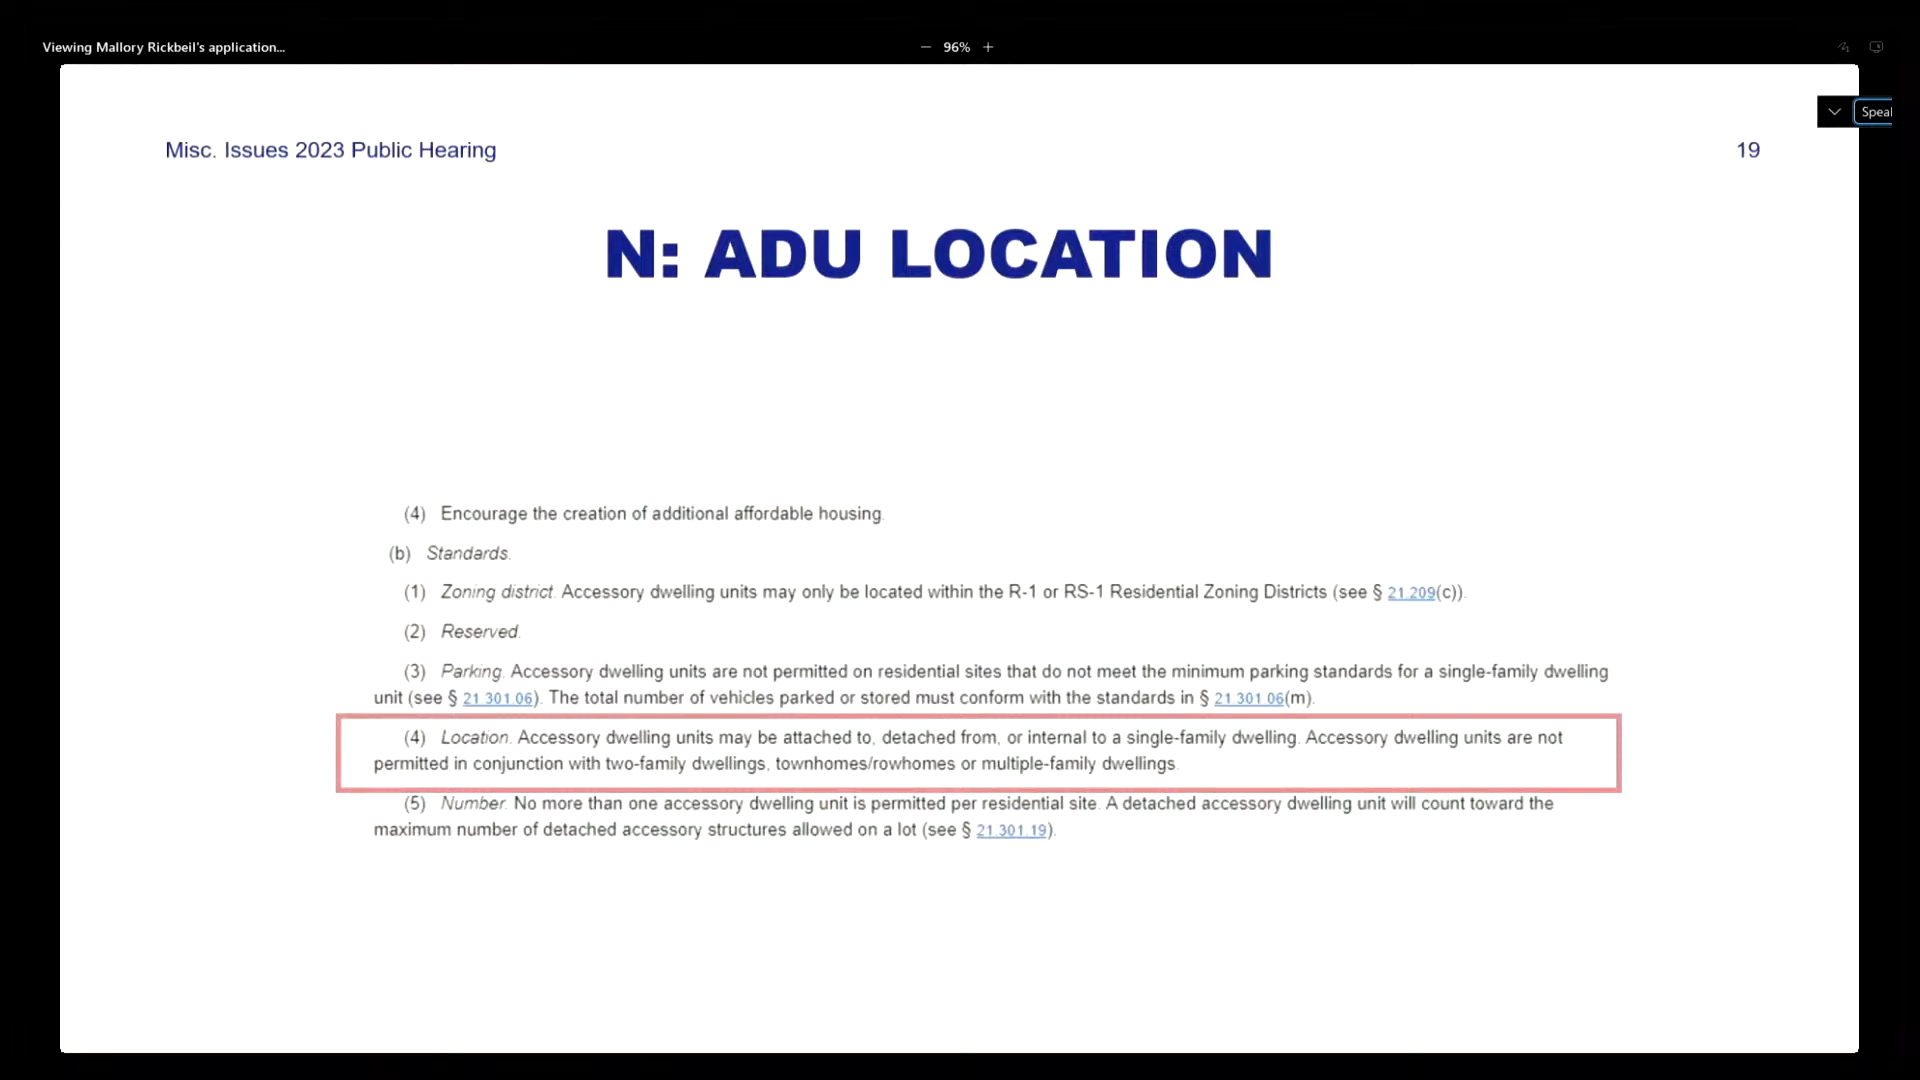 Viewing Mallory Rickbeil's application...
96%
Speal
Misc. Issues 2023 Public Hearing
19
N: ADU LOCATION
(4) Encourage the creation of additional affordable housing.
(b) Standards.
(1) Zoning district. Accessory dwelling units may only be located within the R-1 or RS-1 Residential Zoning Districts (see § 21.209(c)).
(2) Reserved.
(3) Parking. Accessory dwelling units are not permitted on residential sites that do not meet the minimum parking standards for a single-family dwelling
unit (see § 21.301.06). The total number of vehicles parked or stored must conform with the standards in § 21.301.06(m).
(4) Location. Accessory dwelling units may be attached to, detached from, or internal to a single-family dwelling. Accessory dwelling units are not
permitted in conjunction with two-family dwellings, townhomes/rowhomes or multiple-family dwellings.
(5) Number. No more than one accessory dwelling unit is permitted per residential site. A detached accessory dwelling unit will count toward the
maximum number of detached accessory structures allowed on a lot (see § 21.301.19).